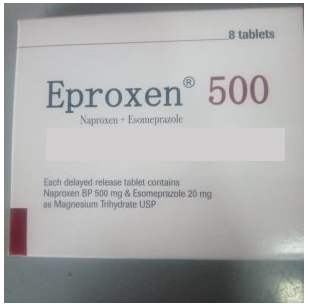 8 tablets
Eproxen® 500
Naproxen + Esomeprazole
Each delayed release tablet contains
Naproxen BP 500 mg & Esomeprazole 20 mg
as Magnesium Trihydrate USP